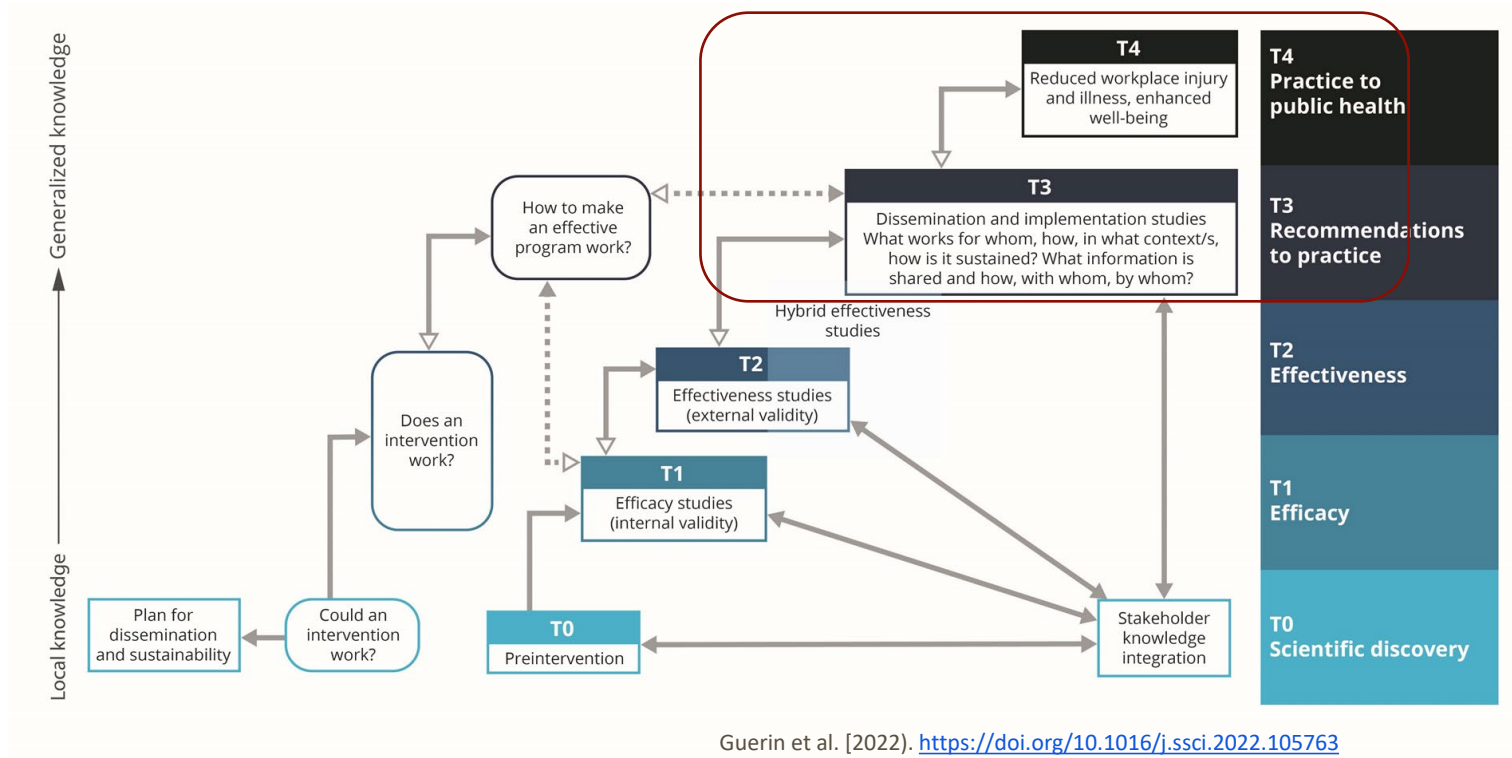 Generalized knowledge
Local knowledge
T4
Reduced workplace injury
and illness, enhanced
well-being
T3
Dissemination and implementation studies
What works for whom, how, in what context/s,
how is it sustained? What information is
shared and how, with whom, by whom?
How to make
an effective
program work?
Hybrid effectiveness
studies
T2
Effectiveness studies
(external validity)
Does an
intervention
work?
T1
Efficacy studies
(internal validity)
Plan for
dissemination
and sustainability
Could an
intervention
work?
T0
Preintervention
Stakeholder
knowledge
integration
T4
Practice to
public health
T3
Recommendations
to practice
T2
Effectiveness
T1
Efficacy
T0
Scientific discovery
Guerin et al. [2022). https://doi.org/10.1016/j.ssci.2022.105763